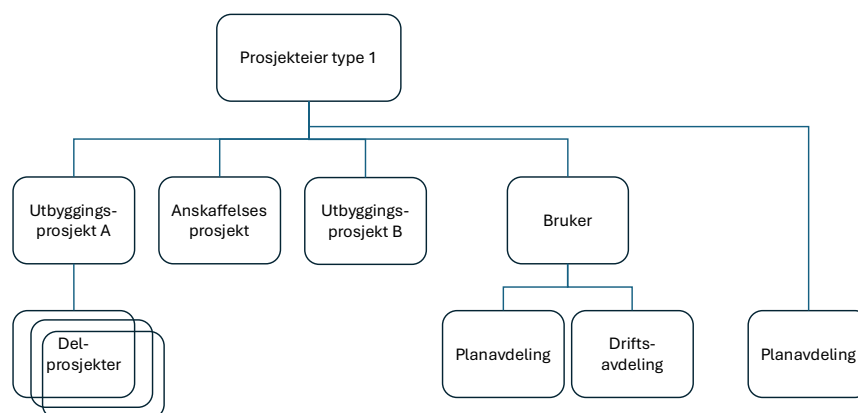 Prosjekteier type 1
Utbyggings-
prosjekt A
Anskaffelses
prosjekt
Utbyggings-
prosjekt B
Bruker
Del-
prosjekter
Planavdeling
Drifts-
avdeling
Planavdeling